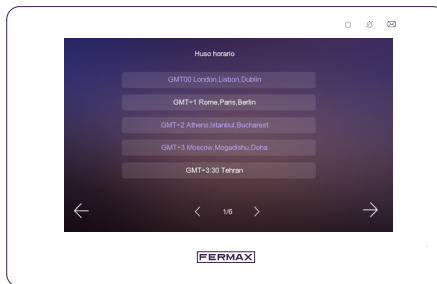 Huso horario
GMT00 London,Lisbon,Dublin
GMT+1 Rome,Paris,Berlin
GMT+2 Athens,Istanbul,Bucharest
GMT+3 Moscow,Mogadishu,Doha
GMT+3:30 Tehran
1/6
FERMAX